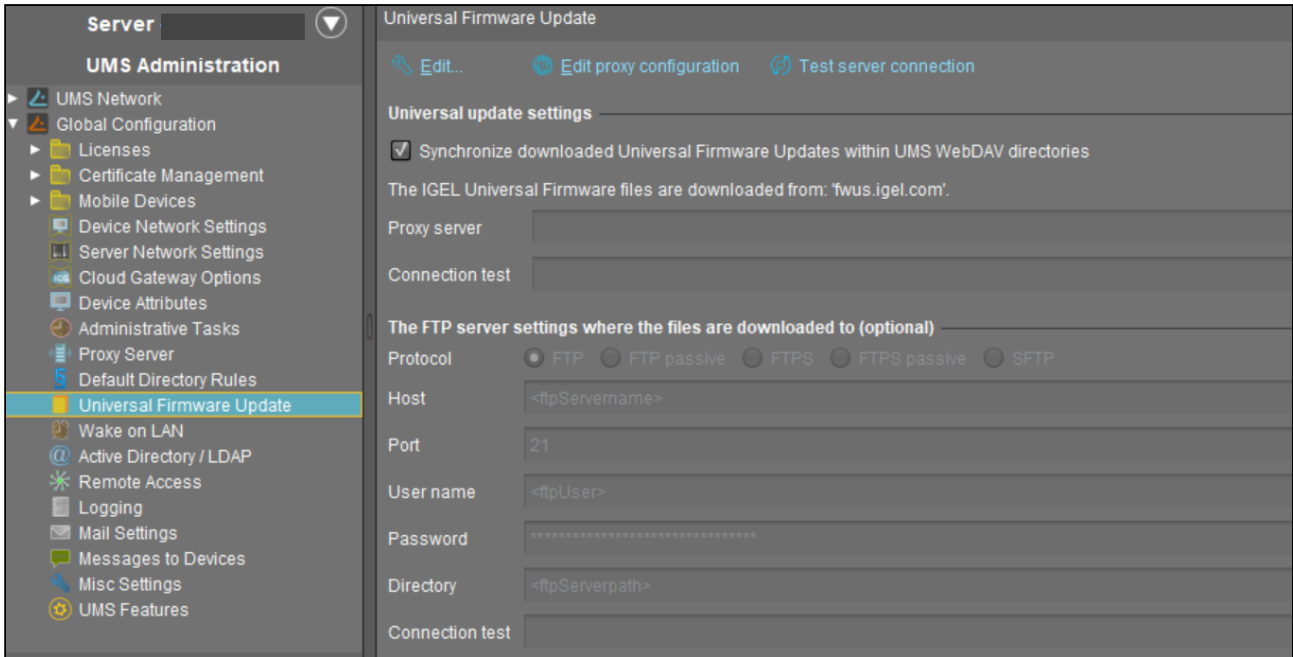 Server
UMS Administration
UMS Network
Global Configuration
Licenses
Certificate Management
Mobile Devices
Device Network Settings
Server Network Settings
Cloud Gateway Options
Device Attributes
Administrative Tasks
Proxy Server
Default Directory Rules
Universal Firmware Update
Wake on LAN
Active Directory / LDAP
Remote Access
Logging
Mail Settings
Messages to Devices
Misc Settings
UMS Features
Universal Firmware Update
Edit... Edit proxy configuration Test server connection
Universal update settings
Synchronize downloaded Universal Firmware Updates within UMS WebDAV directories
The IGEL Universal Firmware files are downloaded from: 'fwus.igel.com'.
Proxy server
Connection test
The FTP server settings where the files are downloaded to (optional)
Protocol FTP FTP passive FTPS FTPS passive SFTP
Host <ftpServername>
Port 21
User name <ftpUser>
Password ********************************
Directory <ftpServerpath>
Connection test